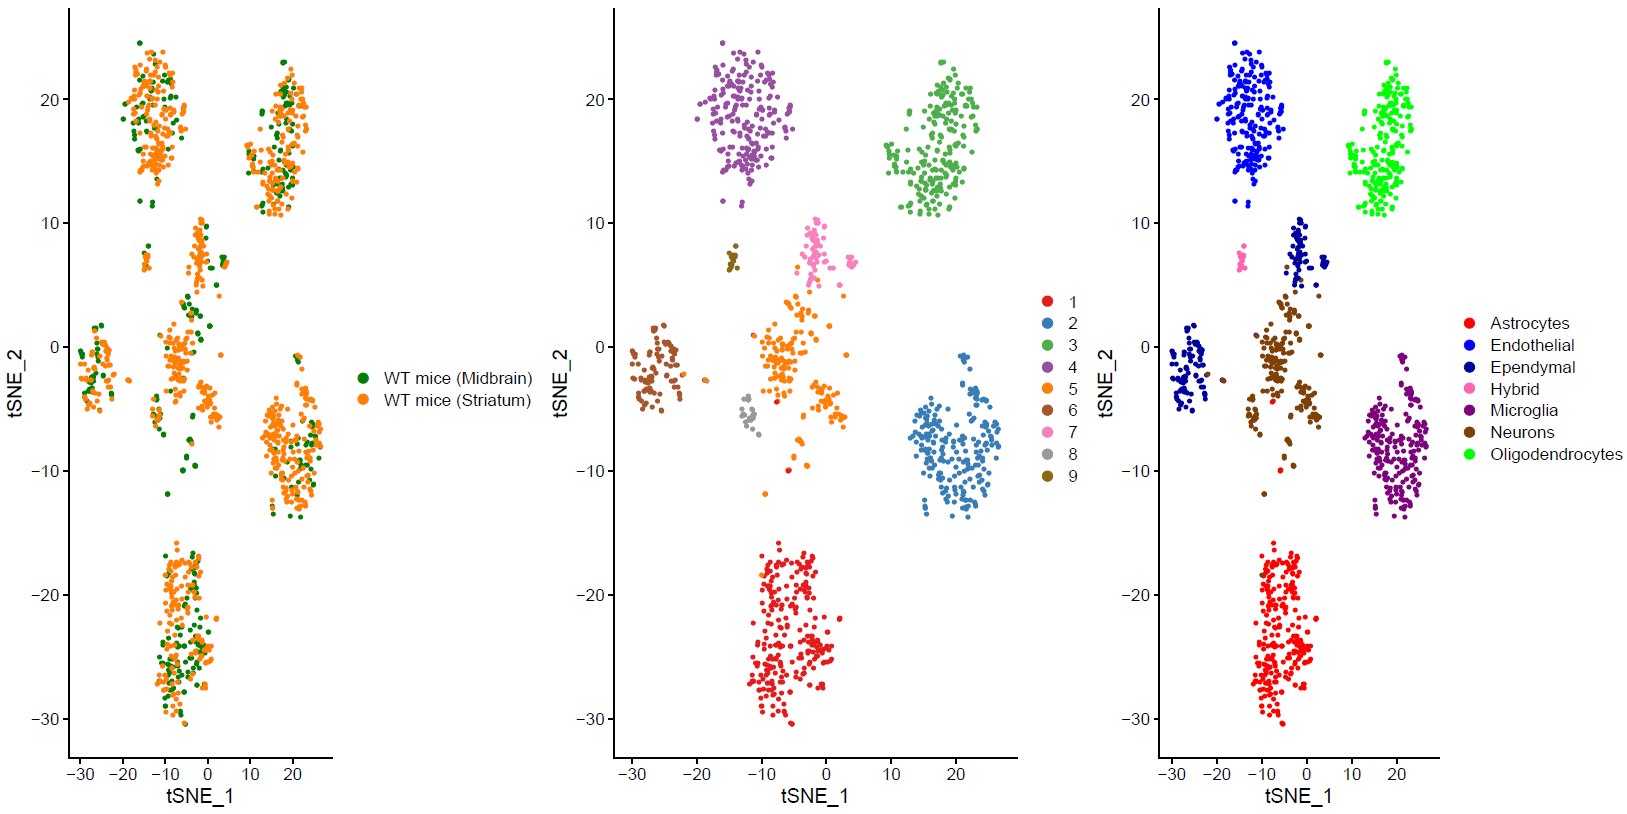 20
10
0
−10
−20
−30
−30 −20 −10 0 10 20
tSNE_1
tSNE_2
WT mice (Midbrain)
WT mice (Striatum)
20
10
0
−10
−20
−30
−30 −20 −10 0 10 20
tSNE_1
tSNE_2
1
2
3
4
5
6
7
8
9
20
10
0
−10
−20
−30
−30 −20 −10 0 10 20
tSNE_1
tSNE_2
Astrocytes
Endothelial
Ependymal
Hybrid
Microglia
Neurons
Oligodendrocytes